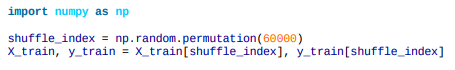 import numpy as np
shuffle_index = np.random.permutation(60000)
X_train, y_train = X_train[shuffle_index], y_train[shuffle_index]